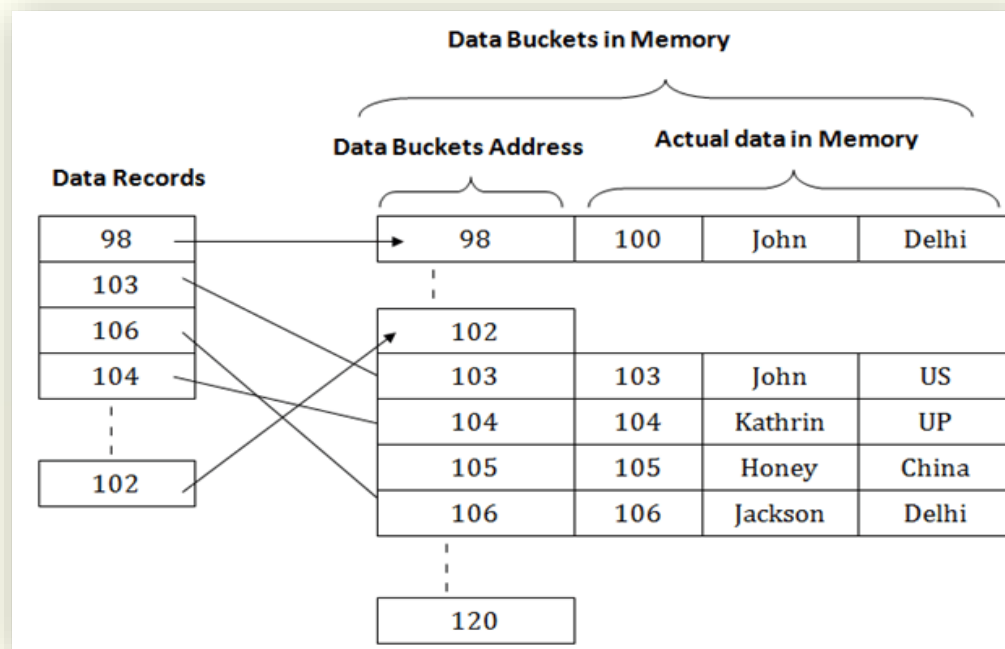 Data Buckets in Memory
Data Buckets Address
Actual data in Memory
Data Records
98
103
106
104
102
98 100 John Delhi
102
103 103 John US
104 104 Kathrin UP
105 105 Honey China
106 106 Jackson Delhi
120